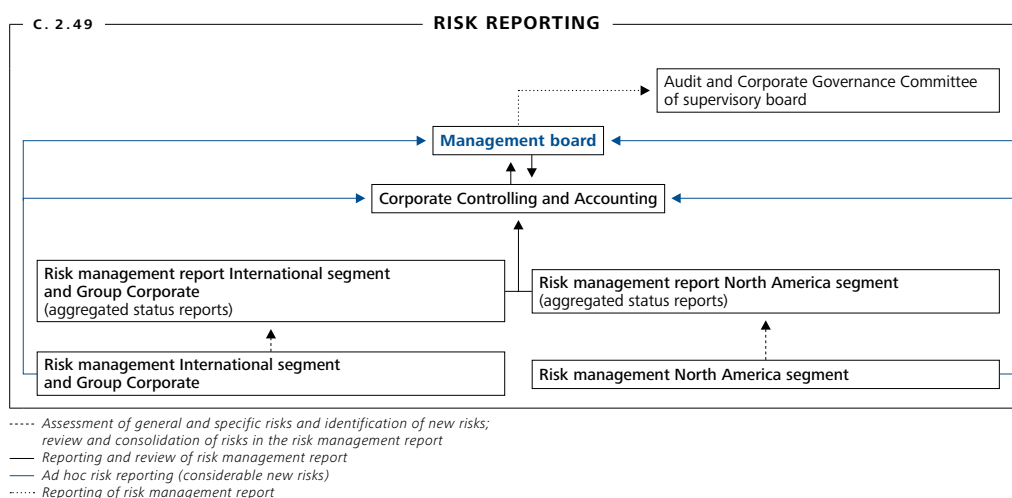 C. 2.49
RISK REPORTING
Audit and Corporate Governance Committee
of supervisory board
Management board
Corporate Controlling and Accounting
Risk management report International segment
and Group Corporate
(aggregated status reports)
Risk management report North America segment
(aggregated status reports)
Risk management International segment
and Group Corporate
Risk management North America segment
Assessment of general and specific risks and identification of new risks;
review and consolidation of risks in the risk management report
Reporting and review of risk management report
Ad hoc risk reporting (considerable new risks)
Reporting of risk management report